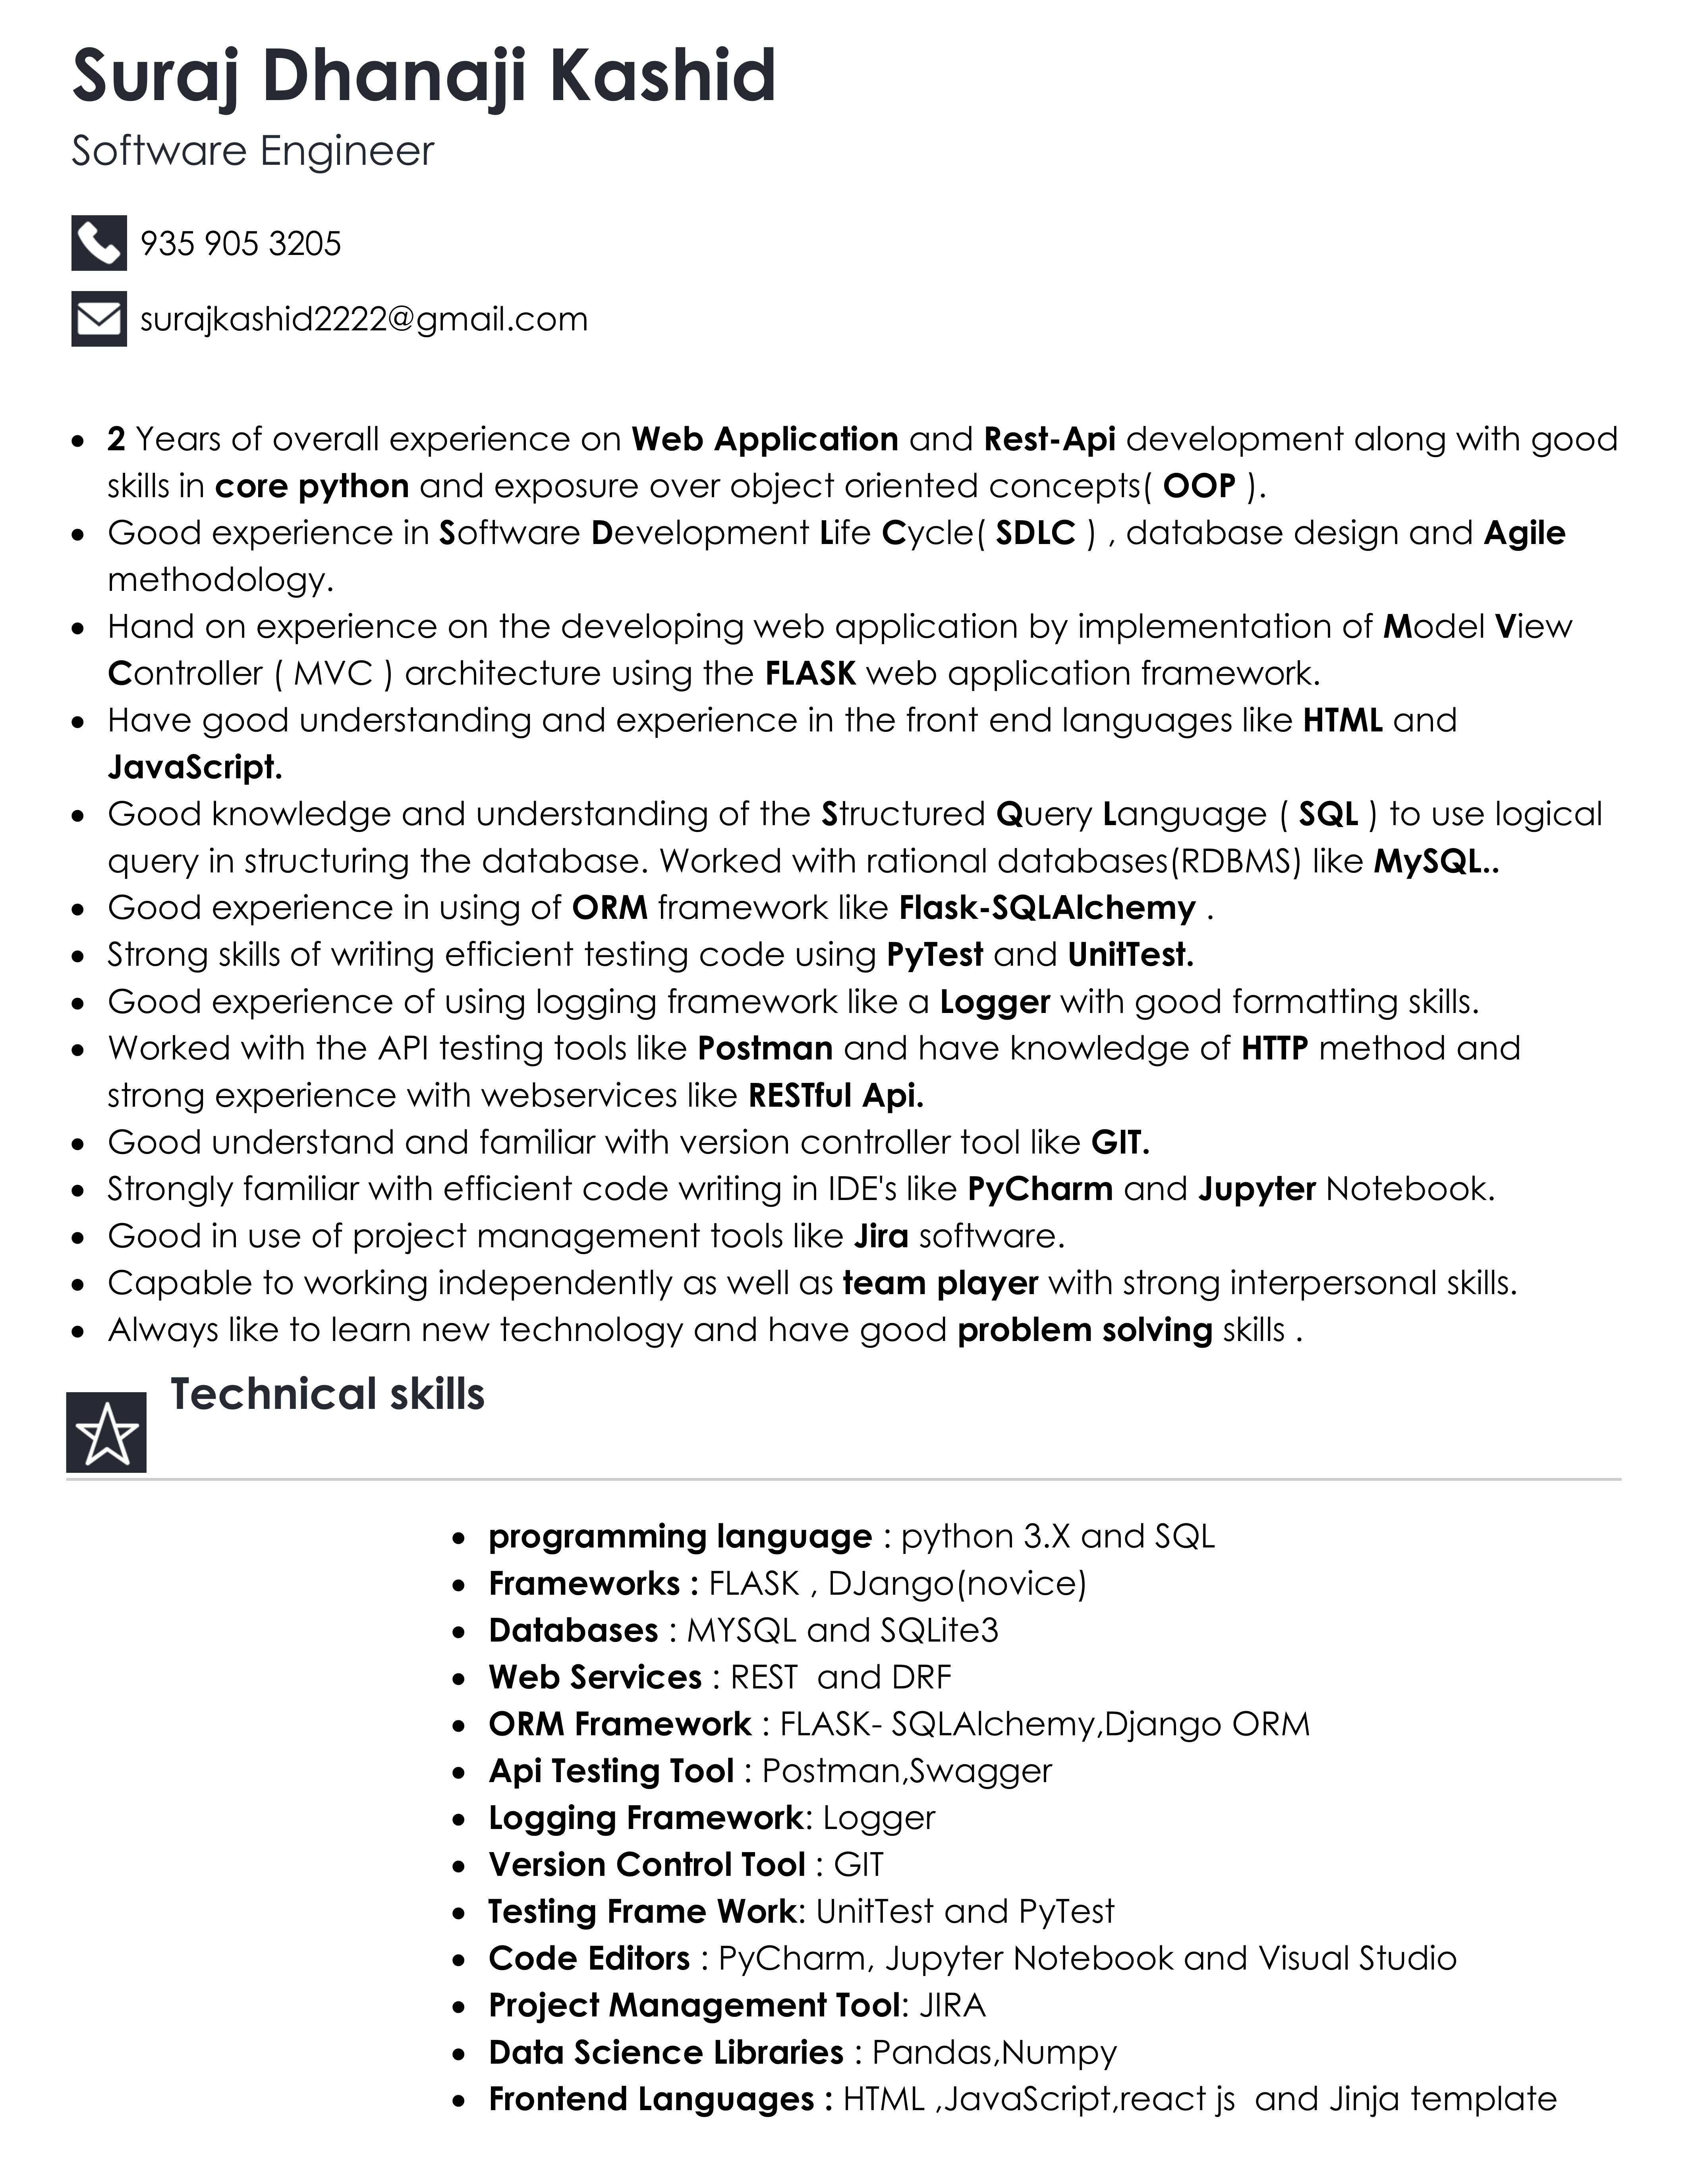 Suraj Dhanaji Kashid
Software Engineer
935 905 3205
surajkashid2222@gmail.com
• 2 Years of overall experience on Web Application and Rest-Api development along with good
skills in core python and exposure over object oriented concepts( OOP ).
• Good experience in Software Development Life Cycle( SDLC ) , database design and Agile
methodology.
• Hand on experience on the developing web application by implementation of Model View
Controller ( MVC ) architecture using the FLASK web application framework.
• Have good understanding and experience in the front end languages like HTML and
JavaScript.
• Good knowledge and understanding of the Structured Query Language ( SQL ) to use logical
query in structuring the database. Worked with rational databases(RDBMS) like MySQL..
• Good experience in using of ORM framework like Flask-SQLAlchemy .
• Strong skills of writing efficient testing code using PyTest and UnitTest.
• Good experience of using logging framework like a Logger with good formatting skills.
• Worked with the API testing tools like Postman and have knowledge of HTTP method and
strong experience with webservices like RESTful Api.
• Good understand and familiar with version controller tool like GIT.
• Strongly familiar with efficient code writing in IDE's like PyCharm and Jupyter Notebook.
• Good in use of project management tools like Jira software.
• Capable to working independently as well as team player with strong interpersonal skills.
• Always like to learn new technology and have good problem solving skills .
Technical skills
• programming language : python 3.X and SQL
• Frameworks : FLASK , DJango(novice)
• Databases : MYSQL and SQLite3
• Web Services : REST  and DRF
• ORM Framework : FLASK- SQLAlchemy,Django ORM
• Api Testing Tool : Postman,Swagger
• Logging Framework: Logger
• Version Control Tool : GIT
• Testing Frame Work: UnitTest and PyTest
• Code Editors : PyCharm, Jupyter Notebook and Visual Studio
• Project Management Tool: JIRA
• Data Science Libraries : Pandas,Numpy
• Frontend Languages : HTML ,JavaScript,react js  and Jinja template